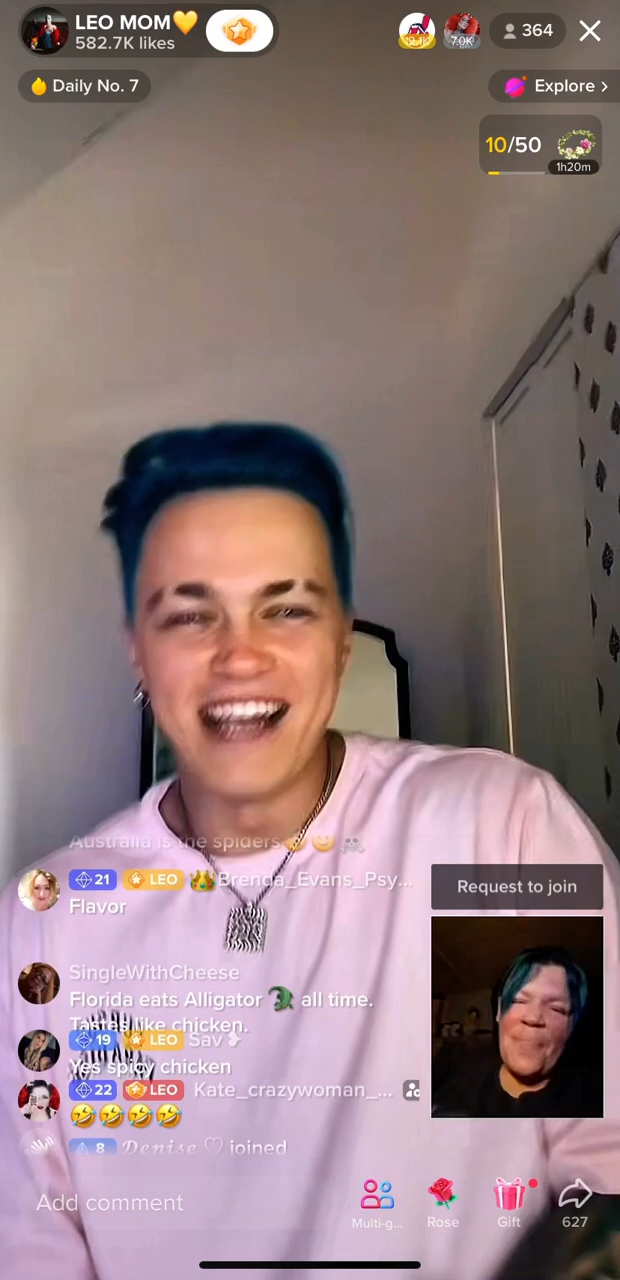 LEO MOM💛
582.7K likes
7.0K
364
Daily No. 7
Explore >
10/50
1h20m
Australia is the spiders
21 LEO 👑Brenda_Evans_Psy...
Flavor
Request to join
SingleWithCheese
Florida eats Alligator 🐊 all time.
Tastes like chicken.
19 LEO Sav
Yes spicy chicken
22 LEO Kate_crazywoman_...
🤣🤣🤣🤣
8 𝒟𝑒𝓃𝒾𝓈𝑒 ♡ joined
Add comment
Multi-g...
Rose
Gift
627